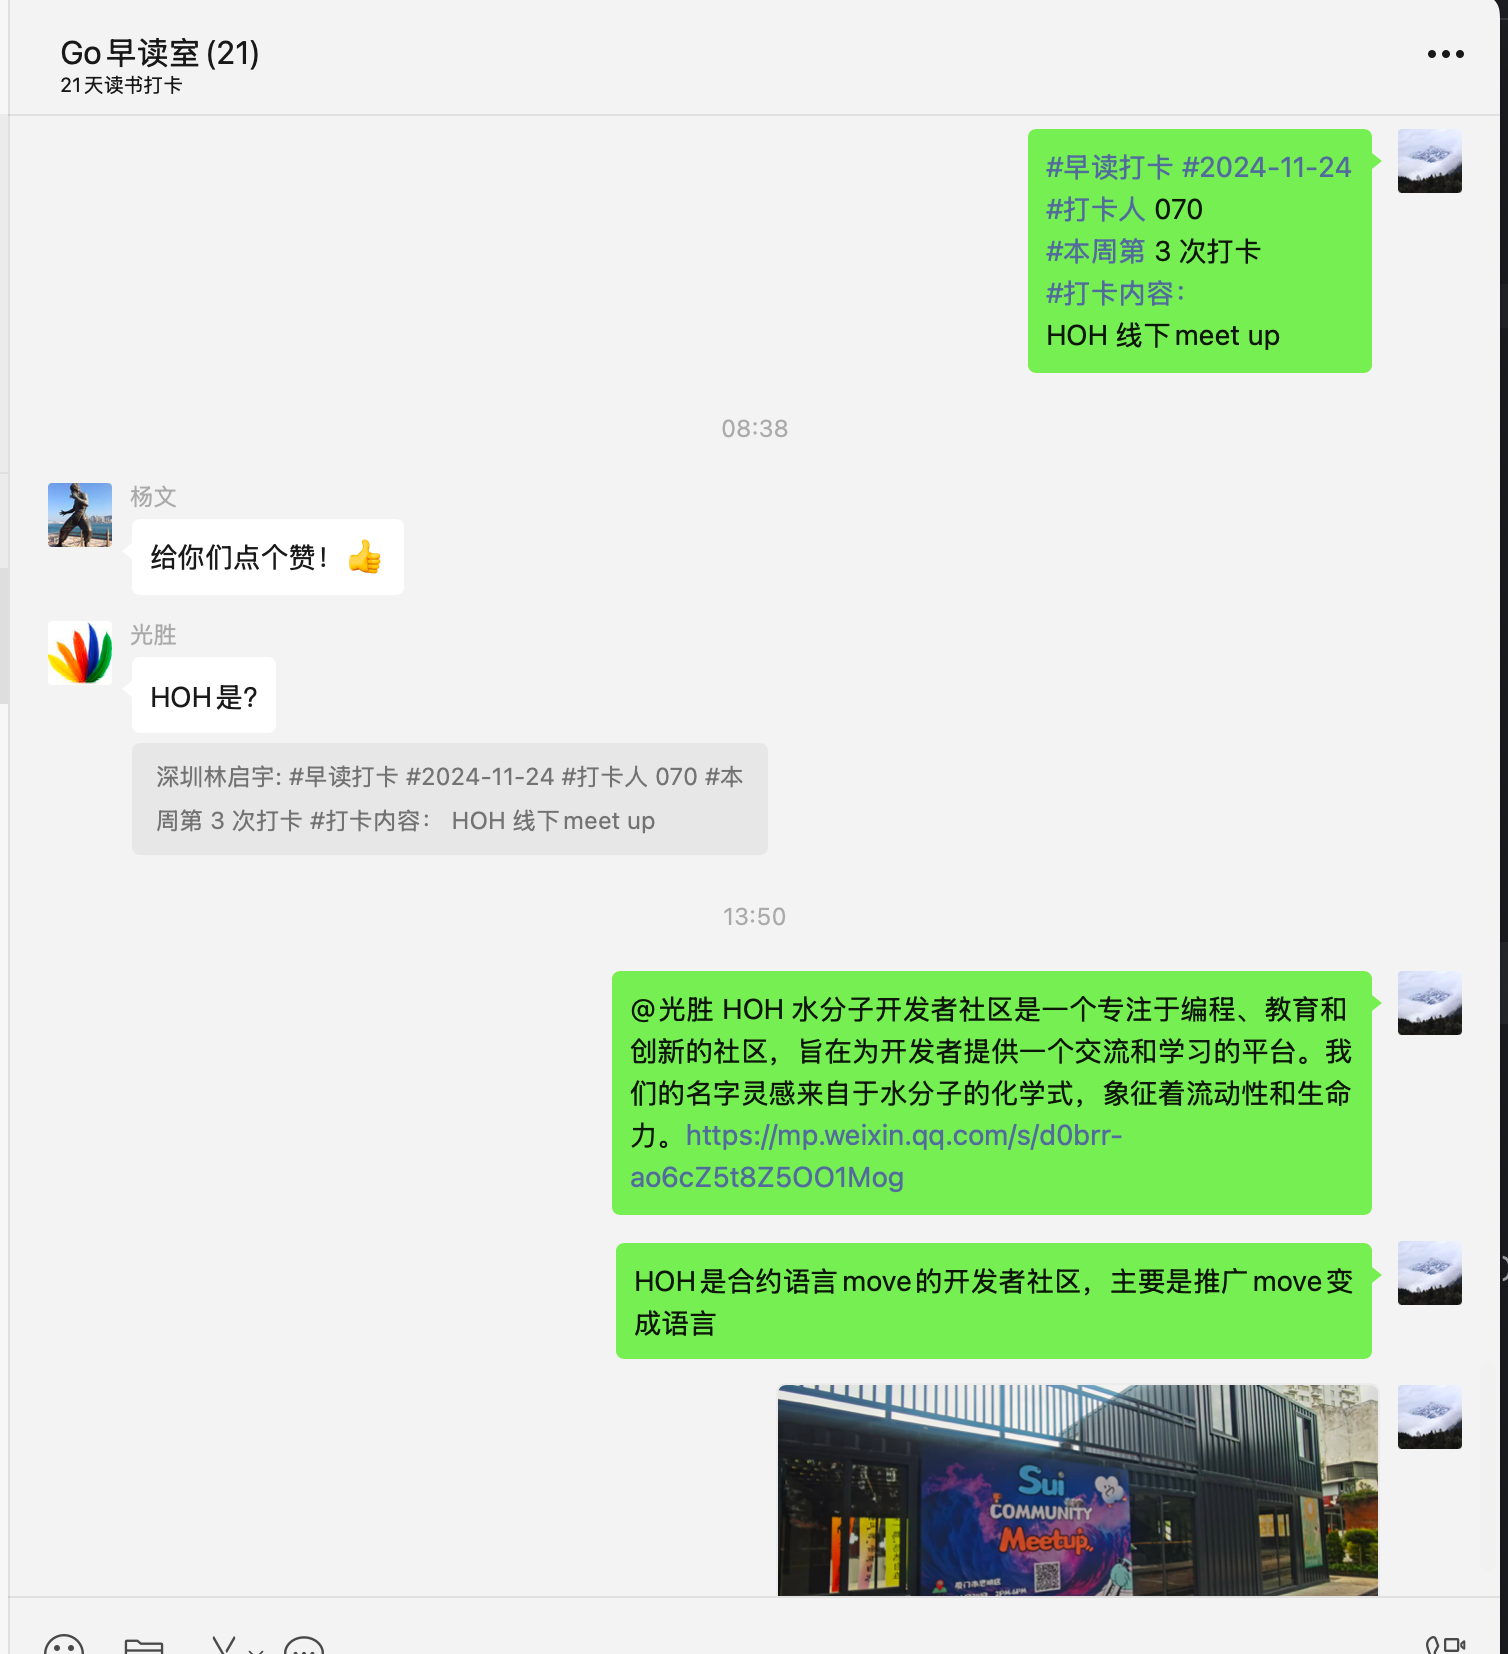 Go早读室(21)
21天读书打卡
#早读打卡 #2024-11-24
#打卡人 070
#本周第 3 次打卡
#打卡内容：
HOH 线下meet up
08:38
杨文
给你们点个赞！👍
光胜
HOH是?
深圳林启宇: #早读打卡 #2024-11-24 #打卡人 070 #本
周第 3 次打卡 #打卡内容： HOH 线下meet up
13:50
@光胜 HOH 水分子开发者社区是一个专注于编程、教育和
创新的社区，旨在为开发者提供一个交流和学习的平台。我
们的名字灵感来自于水分子的化学式，象征着流动性和生命
力。https://mp.weixin.qq.com/s/d0brr-
ao6cZ5t8Z5OO1Mog
HOH是合约语言move的开发者社区，主要是推广move变
成语言
Sui
COMMUNITY
Meetup